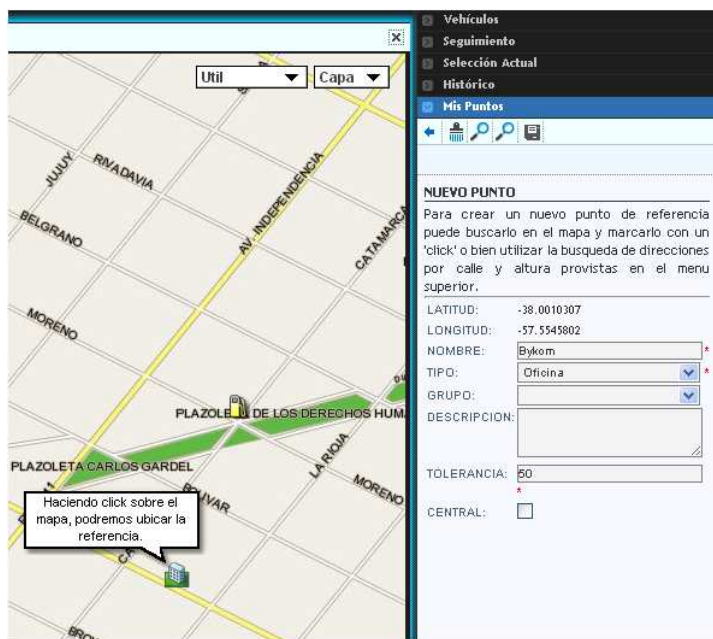 Util
Capa
JUJUY
RIVADAVIA
BELGRANO
AV. INDEPENDENCIA
CATAMARCA
MORENO
PLAZOLE
DE LOS DERECHOS HUM
PLAZOLETA CARLOS GARDEL
LA RIOJA
MORENO
Haciendo click sobre el
mapa, podremos ubicar la
referencia.
Vehículos
Seguimiento
Selección Actual
Histórico
Mis Puntos
NUEVO PUNTO
Para crear un nuevo punto de referencia
puede buscarlo en el mapa y marcarlo con un
'click' o bien utilizar la busqueda de direcciones
por calle y altura provistas en el menu
superior.
LATITUD: -38.0010307
LONGITUD: -57.5545802
NOMBRE: Bykom *
TIPO: Oficina *
GRUPO:
DESCRIPCION:
TOLERANCIA: 50
*
CENTRAL: